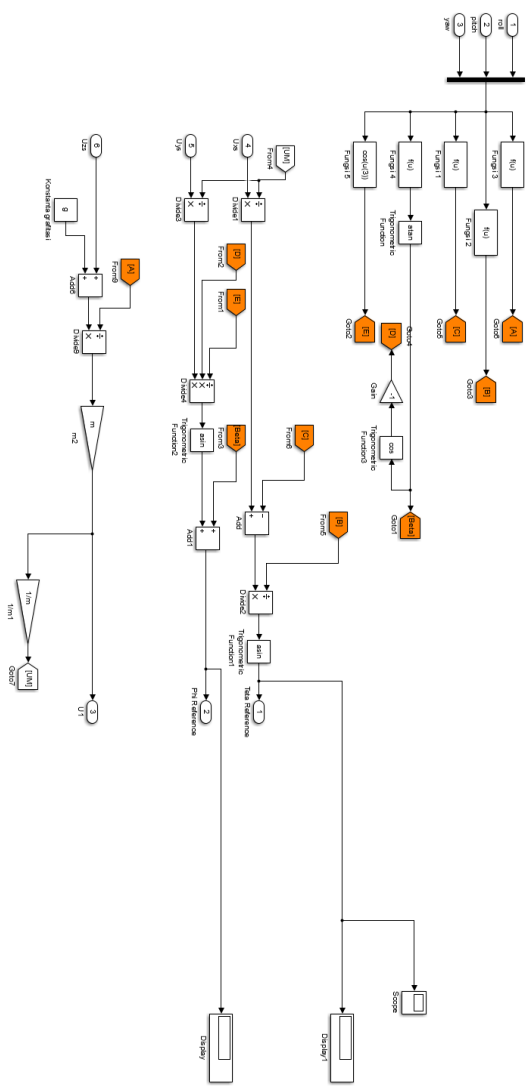 1
roll
2
pitch
3
yaw
f(u)
Fungsi 3
[A]
Goto6
f(u)
Fungsi 2
[B]
Goto3
f(u)
Fungsi 1
[C]
Goto5
f(u)
Fungsi 4
atan
Trigonometric
Function
[Beta]
Goto1
cos
Trigonometric
Function3
-1
Gain
[D]
Goto4
cos(u(3))
Fungsi 5
[E]
Goto2
[UM]
From4
4
Uxs
÷
×
Divide1
[C]
From6
−
+
Add
[B]
From5
÷
×
Divide2
asin
Trigonometric
Function1
1
Teta Reference
Scope
Display1
5
Uys
÷
×
Divide3
[D]
From2
[E]
From1
÷
×
×
Divide4
asin
Trigonometric
Function2
[Beta]
From3
+
+
Add1
2
Phi Reference
Display
6
Uzs
g
Konstanta grafitasi
+
+
Add5
[A]
From9
÷
×
Divide9
m
m2
3
U1
1/m
1/m1
[UM]
Goto7